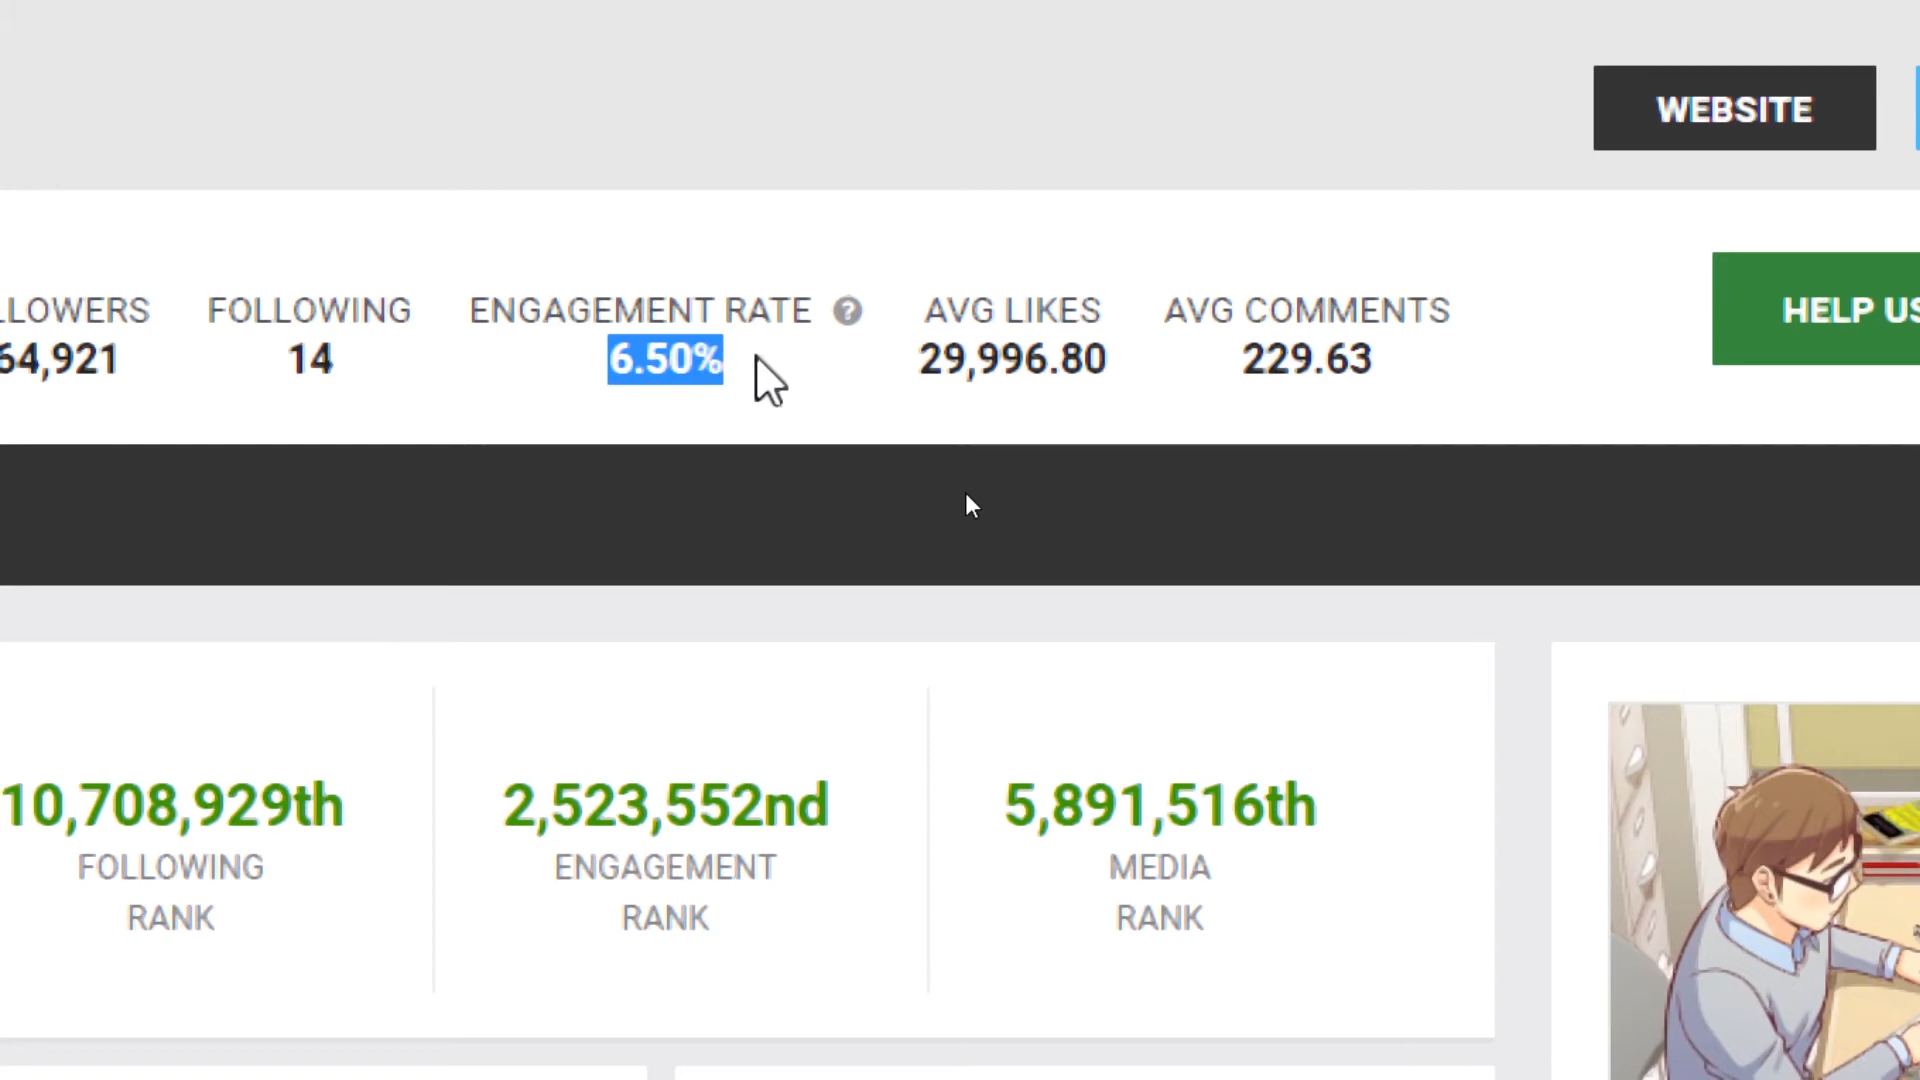 WEBSITE
LLOWERS FOLLOWING ENGAGEMENT RATE ? AVG LIKES AVG COMMENTS
64,921 14 6.50% 29,996.80 229.63
HELP US
10,708,929th 2,523,552nd 5,891,516th
FOLLOWING ENGAGEMENT MEDIA
RANK RANK RANK